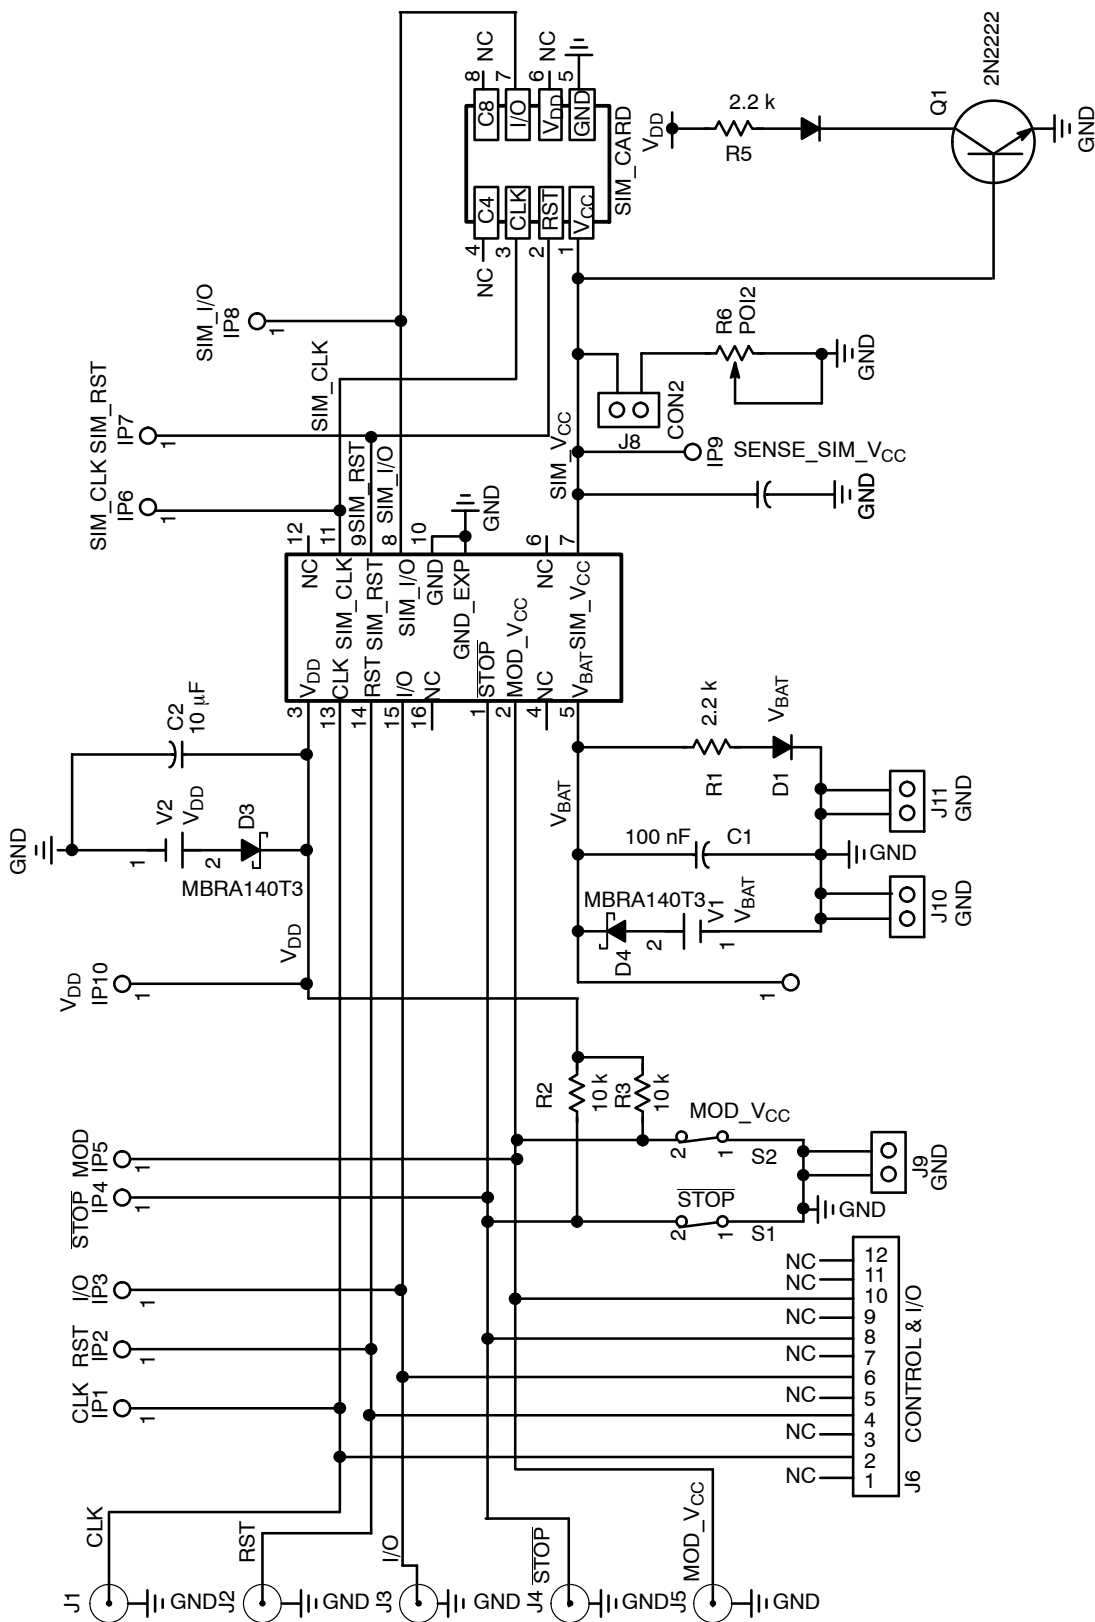 NC
8
C8
7
I/O
6
NC
VDD
5
GND
SIM_CARD
4
C4
NC
3
CLK
2
RST
1
VCC
VDD
2.2 k
R5
Q1
2N2222
GND
SIM_I/O
IP8
1
SIM_CLK
SIM_RST
IP7
1
SIM_CLK
IP6
1
SIM_RST
SIM_I/O
SIM_VCC
J8
CON2
R6
POI2
GND
IP9
SENSE_SIM_VCC
GND
GND
12
NC
11
SIM_CLK
9
SIM_RST
8
SIM_I/O
10
GND
GND_EXP
6
NC
7
SIM_VCC
3
VDD
13
CLK
14
RST
15
I/O
16
NC
1
STOP
2
MOD_VCC
4
NC
5
VBAT
C2
10 μF
GND
V2
VDD
1
2
D3
MBRA140T3
VDD
VDD
IP10
1
VBAT
2.2 k
R1
VBAT
D1
100 nF
C1
GND
J11
GND
J10
GND
MBRA140T3
D4
2
V1
VBAT
1
1
R2
10 k
R3
10 k
MOD_VCC
2
1
S2
STOP
2
1
S1
J9
GND
GND
MOD
IP5
1
STOP
IP4
1
I/O
IP3
1
RST
IP2
1
CLK
IP1
1
NC
12
NC
11
10
NC
9
8
NC
7
6
NC
5
4
NC
3
2
NC
1
CONTROL & I/O
J6
J1
CLK
GND
J2
RST
GND
J3
I/O
GND
J4
STOP
GND
J5
MOD_VCC
GND